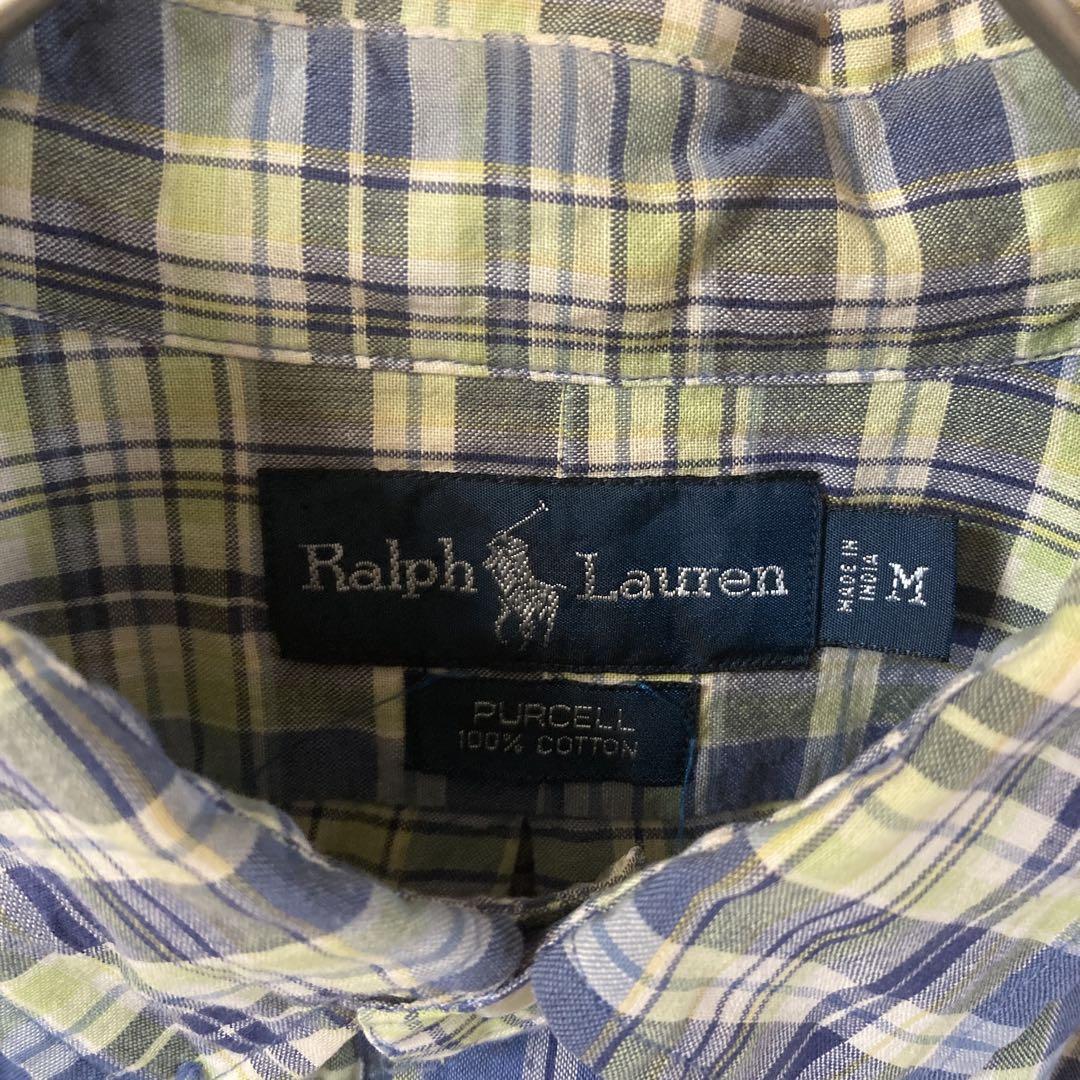 Ralph Lauren
MADE IN
INDIA
M
PURCELL
100% COTTON